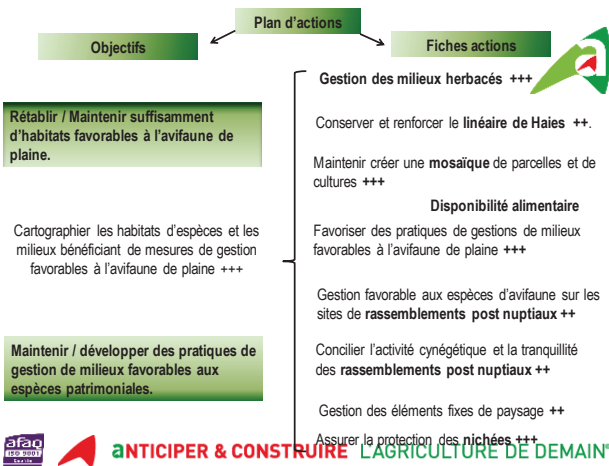 Plan d'actions
Objectifs
Fiches actions
Gestion des milieux herbacés +++
Rétablir / Maintenir suffisamment
d'habitats favorables à l'avifaune de
plaine.
Conserver et renforcer le linéaire de Haies ++.
Maintenir créer une mosaïque de parcelles et de
cultures +++
Disponibilité alimentaire
Cartographier les habitats d'espèces et les
milieux bénéficiant de mesures de gestion
favorables à l'avifaune de plaine +++
Favoriser des pratiques de gestions de milieux
favorables à l'avifaune de plaine +++
Gestion favorable aux espèces d'avifaune sur les
sites de rassemblements post nuptiaux ++
Maintenir / développer des pratiques de
gestion de milieux favorables aux
espèces patrimoniales.
Concilier l'activité cynégétique et la tranquillité
des rassemblements post nuptiaux ++
Gestion des éléments fixes de paysage ++
Assurer la protection des nichées +++
afaq
ISO 9001
aNTICIPER & CONSTRUIRE L'AGRICULTURE DE DEMAIN